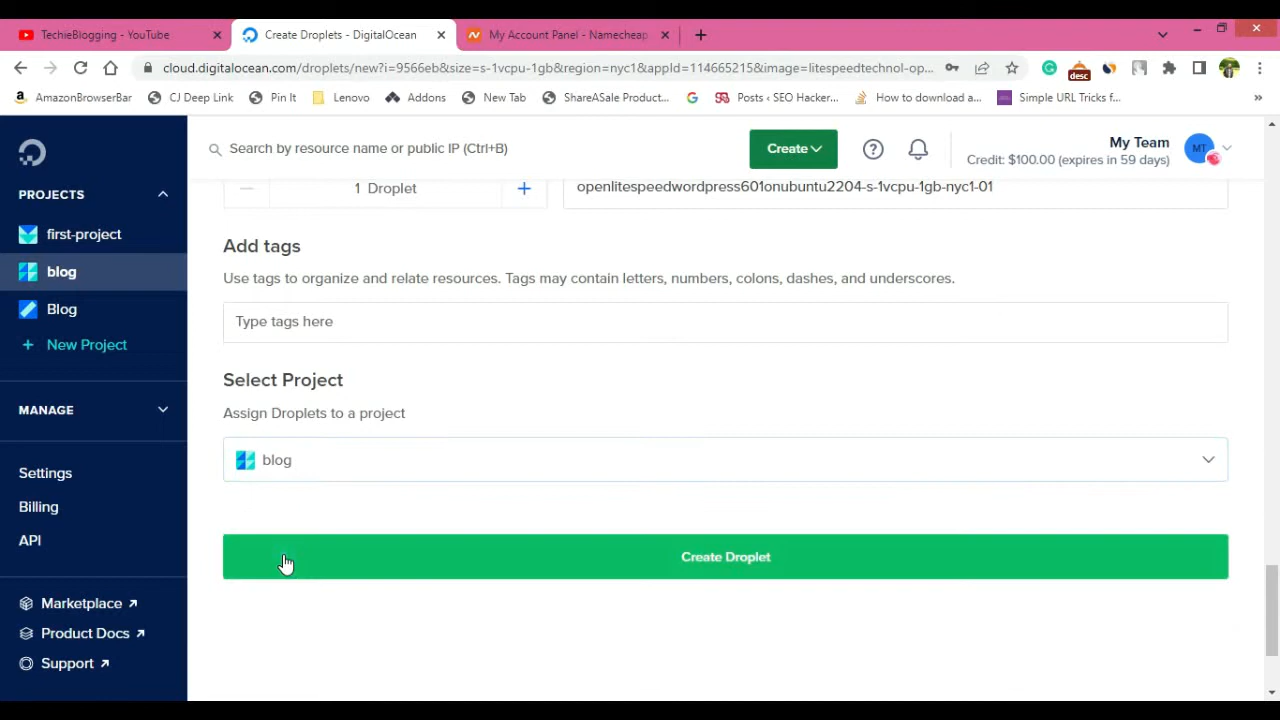 TechieBlogging - YouTube
Create Droplets - DigitalOcean
My Account Panel - Namecheap
cloud.digitalocean.com/droplets/new?i=9566eb&size=s-1vcpu-1gb&region=nyc1&appId=114665215&image=litespeedtechnol-op...
desc
AmazonBrowserBar
CJ Deep Link
Pin It
Lenovo
Addons
New Tab
ShareASale Product...
Posts ‹ SEO Hacker...
How to download a...
Simple URL Tricks f...
»
Search by resource name or public IP (Ctrl+B)
Create
My Team
Credit: $100.00 (expires in 59 days)
MT
PROJECTS
first-project
blog
Blog
+ New Project
MANAGE
Settings
Billing
API
Marketplace ↗
Product Docs ↗
Support ↗
1 Droplet
openlitespeedwordpress601onubuntu2204-s-1vcpu-1gb-nyc1-01
Add tags
Use tags to organize and relate resources. Tags may contain letters, numbers, colons, dashes, and underscores.
Type tags here
Select Project
Assign Droplets to a project
blog
Create Droplet